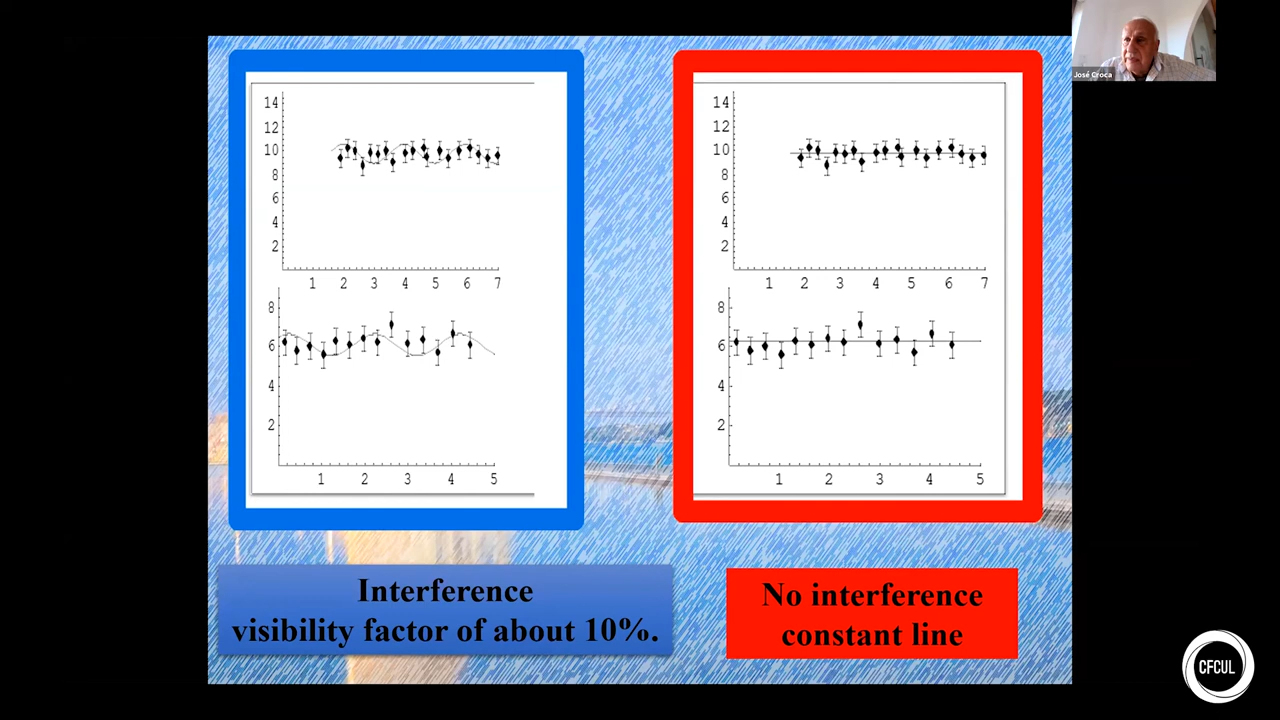 José Croca
14
12
10
8
6
4
2
1 2 3 4 5 6 7
8
6
4
2
1 2 3 4 5
14
12
10
8
6
4
2
1 2 3 4 5 6 7
8
6
4
2
1 2 3 4 5
Interference
visibility factor of about 10%.
No interference
constant line
CFCUL